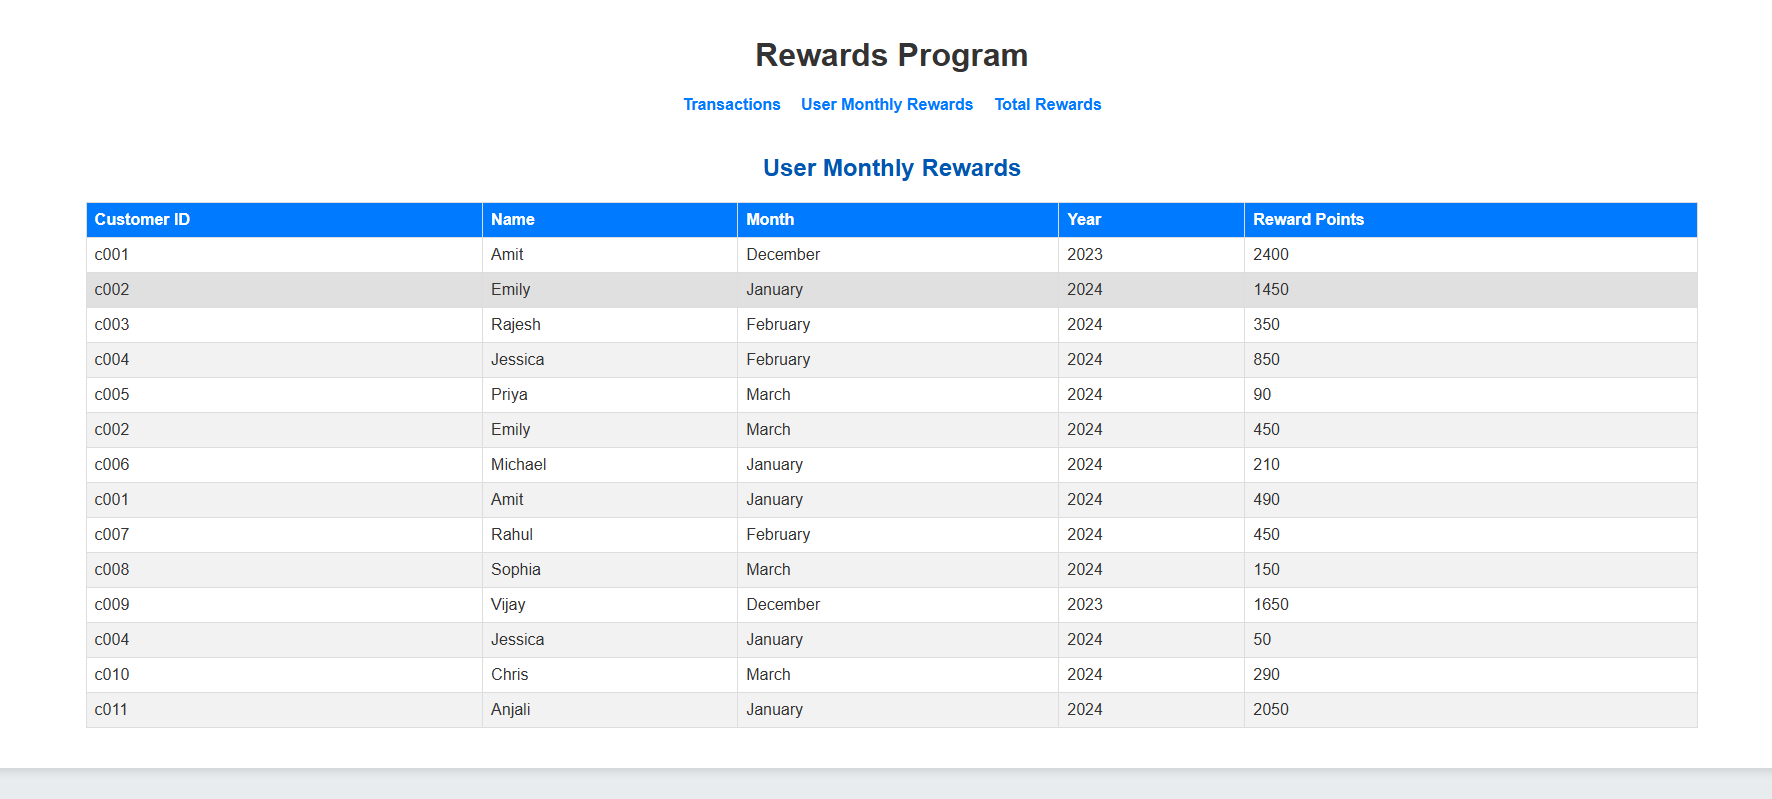 Rewards Program
Transactions User Monthly Rewards Total Rewards
User Monthly Rewards
Customer ID Name Month Year Reward Points
c001 Amit December 2023 2400
c002 Emily January 2024 1450
c003 Rajesh February 2024 350
c004 Jessica February 2024 850
c005 Priya March 2024 90
c002 Emily March 2024 450
c006 Michael January 2024 210
c001 Amit January 2024 490
c007 Rahul February 2024 450
c008 Sophia March 2024 150
c009 Vijay December 2023 1650
c004 Jessica January 2024 50
c010 Chris March 2024 290
c011 Anjali January 2024 2050